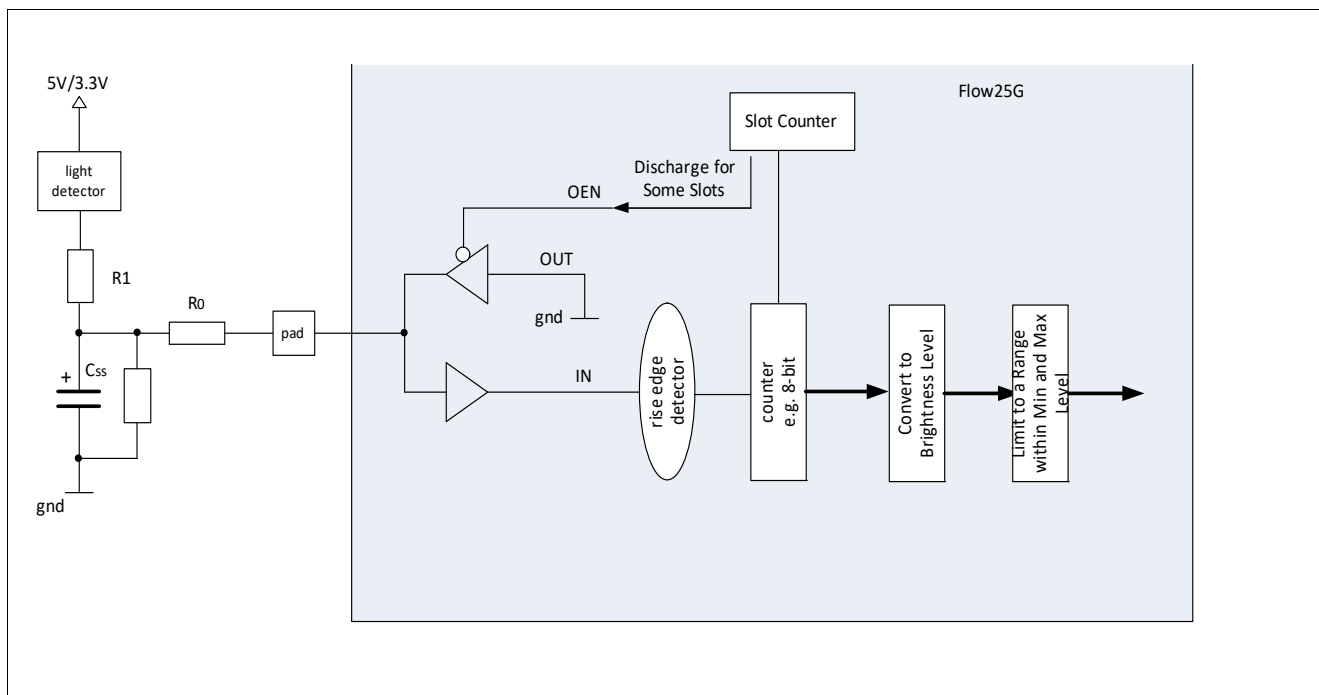 5V/3.3V
light
detector
R1
R0
pad
Css
+
gnd
Flow25G
Slot Counter
Discharge for
Some Slots
OEN
OUT
gnd
IN
rise edge
detector
counter
e.g. 8-bit
Convert to
Brightness Level
Limit to a Range
within Min and Max
Level